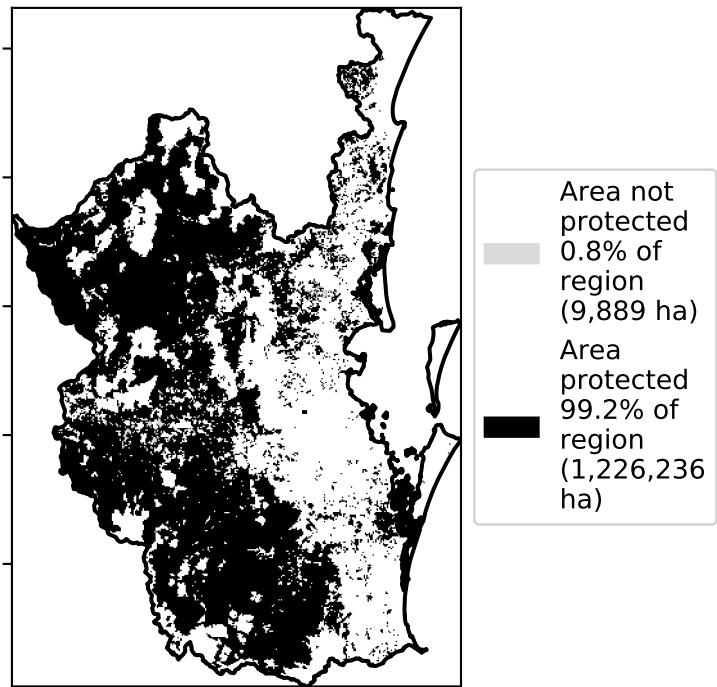 Area not
protected
0.8% of
region
(9,889 ha)
Area
protected
99.2% of
region
(1,226,236
ha)